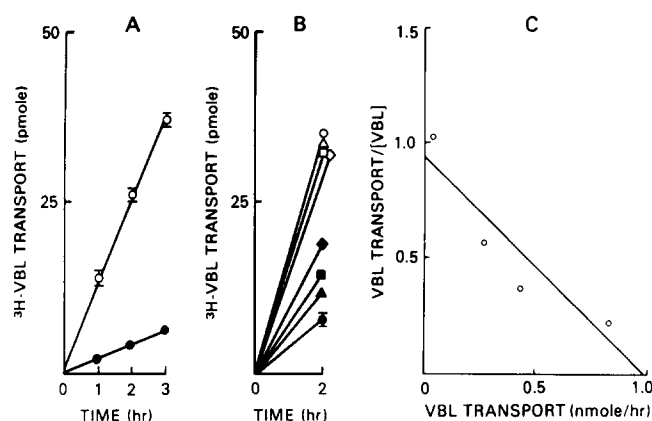 A
50
25
0
1
2
3
³H-VBL TRANSPORT (pmole)
TIME (hr)
B
50
25
0
2
³H-VBL TRANSPORT (pmole)
TIME (hr)
C
1.5
1.0
0.5
0
0.5
1.0
VBL TRANSPORT/[VBL]
VBL TRANSPORT (nmole/hr)